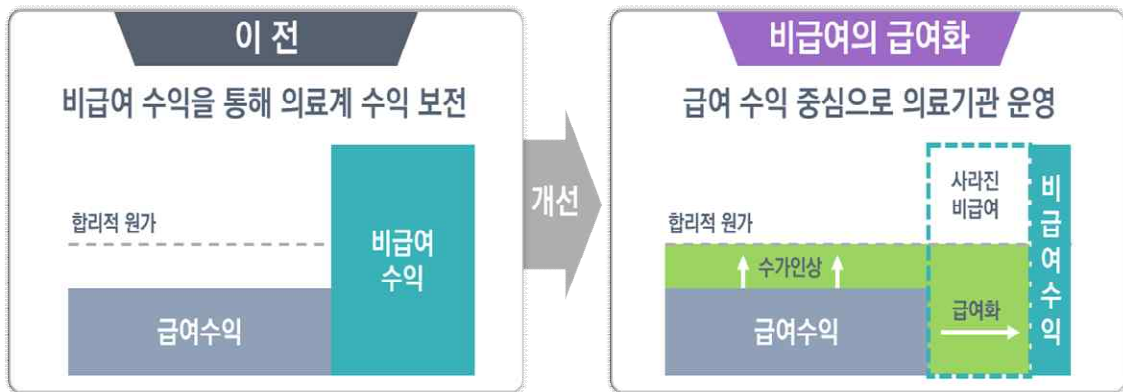 이 전
비급여 수익을 통해 의료계 수익 보전
합리적 원가
비급여
수익
급여수익
개선
비급여의 급여화
급여 수익 중심으로 의료기관 운영
합리적 원가
수가인상
급여수익
사라진
비급여
급여화
비급여수익